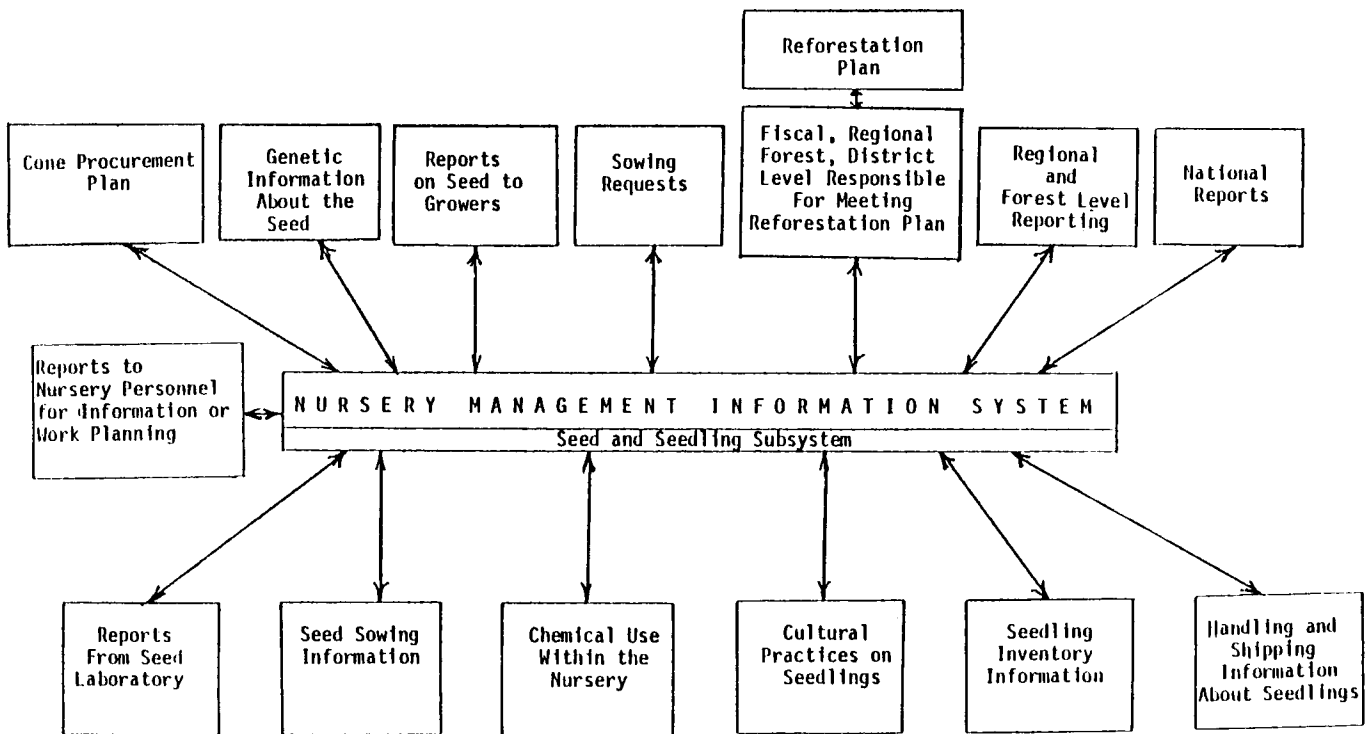 Reforestation
Plan
Cone Procurement
Plan
Genetic
Information
About the
Seed
Reports
on Seed to
Growers
Sowing
Requests
Fiscal, Regional
Forest, District
Level Responsible
For Meeting
Reforestation Plan
Regional
and
Forest Level
Reporting
National
Reports
Reports to
Nursery Personnel
for Information or
Work Planning
NURSERY MANAGEMENT INFORMATION SYSTEM
Seed and Seedling Subsystem
Reports
From Seed
Laboratory
Seed Sowing
Information
Chemical Use
Within the
Nursery
Cultural
Practices on
Seedlings
Seedling
Inventory
Information
Handling and
Shipping
Information
About Seedlings